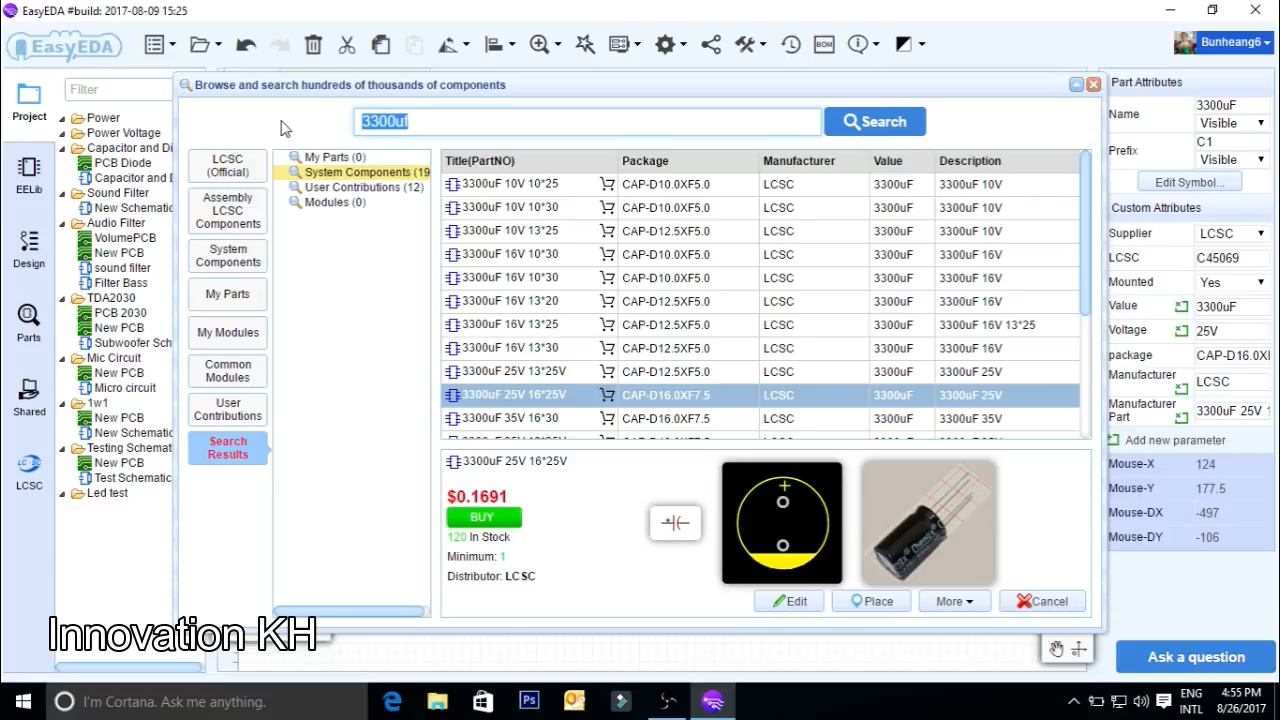 EasyEDA #build: 2017-08-09 15:25
EasyEDA
BOM
Bunheang6
Browse and search hundreds of thousands of components
3300uf
Search
Project
EELib
Design
Parts
Shared
LCSC
Filter
Power
Power Voltage
Capacitor and D
PCB Diode
Capacitor and
Sound Filter
New Schematic
Audio Filter
VolumePCB
New PCB
sound filter
Filter Bass
TDA2030
PCB 2030
New PCB
Subwoofer Sch
Mic Circuit
New PCB
Micro circuit
1w1
New PCB
New Schematic
Testing Schemat
New PCB
Test Schematic
Led test
LCSC
(Official)
Assembly
LCSC
Components
System
Components
My Parts
My Modules
Common
Modules
User
Contributions
Search
Results
My Parts (0)
System Components (19
User Contributions (12)
Modules (0)
Title(PartNO) Package Manufacturer Value Description
3300uF 10V 10*25 CAP-D10.0XF5.0 LCSC 3300uF 3300uF 10V
3300uF 10V 10*30 CAP-D10.0XF5.0 LCSC 3300uF 3300uF 10V
3300uF 10V 13*25 CAP-D12.5XF5.0 LCSC 3300uF 3300uF 10V
3300uF 16V 10*30 CAP-D10.0XF5.0 LCSC 3300uF 3300uF 16V
3300uF 16V 10*30 CAP-D10.0XF5.0 LCSC 3300uF 3300uF 16V
3300uF 16V 13*20 CAP-D12.5XF5.0 LCSC 3300uF 3300uF 16V
3300uF 16V 13*25 CAP-D12.5XF5.0 LCSC 3300uF 3300uF 16V 13*25
3300uF 16V 13*30 CAP-D12.5XF5.0 LCSC 3300uF 3300uF 16V
3300uF 25V 13*25V CAP-D12.5XF5.0 LCSC 3300uF 3300uF 25V
3300uF 25V 16*25V CAP-D16.0XF7.5 LCSC 3300uF 3300uF 25V
3300uF 35V 16*30 CAP-D16.0XF7.5 LCSC 3300uF 3300uF 35V
3300uF 25V 16*25V
$0.1691
BUY
120 In Stock
Minimum: 1
Distributor: LCSC
Edit
Place
More
Cancel
Part Attributes
Name 3300uF
Visible
Prefix C1
Visible
Edit Symbol...
Custom Attributes
Supplier LCSC
LCSC C45069
Mounted Yes
Value 3300uF
Voltage 25V
package CAP-D16.0XI
Manufacturer LCSC
Manufacturer Part 3300uF 25V 1
Add new parameter
Mouse-X 124
Mouse-Y 177.5
Mouse-DX -497
Mouse-DY -106
Ask a question
Innovation KH
I'm Cortana. Ask me anything.
Ps
ENG
INTL
4:55 PM
8/26/2017